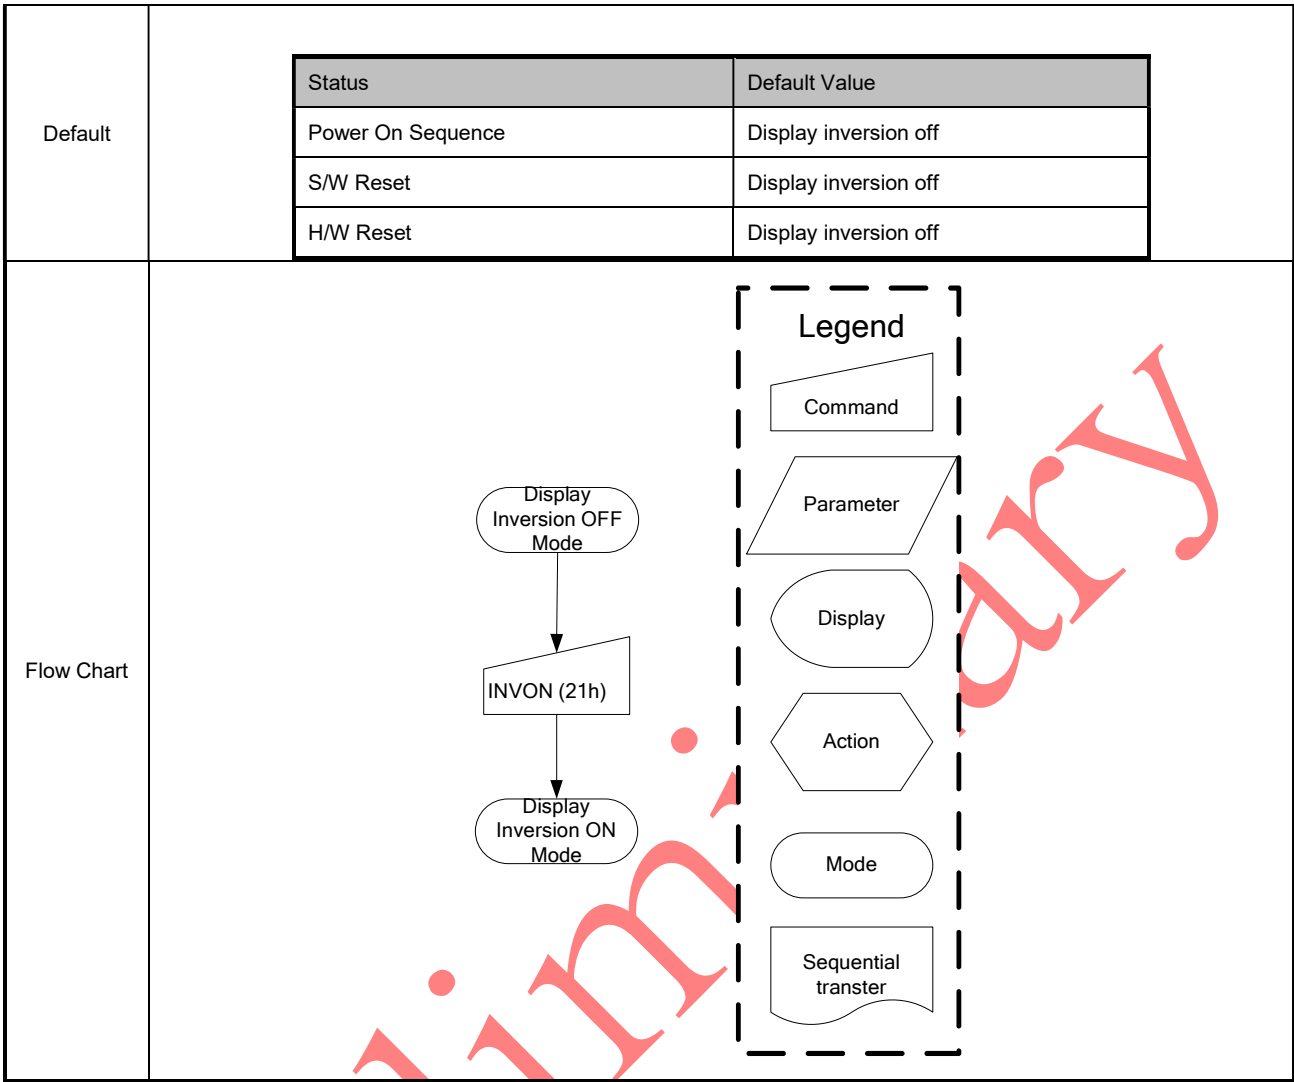 Default
Status
Default Value
Power On Sequence
Display inversion off
S/W Reset
Display inversion off
H/W Reset
Display inversion off
Flow Chart
Display
Inversion OFF
Mode
INVON (21h)
Display
Inversion ON
Mode
Legend
Command
Parameter
Display
Action
Mode
Sequential
transter